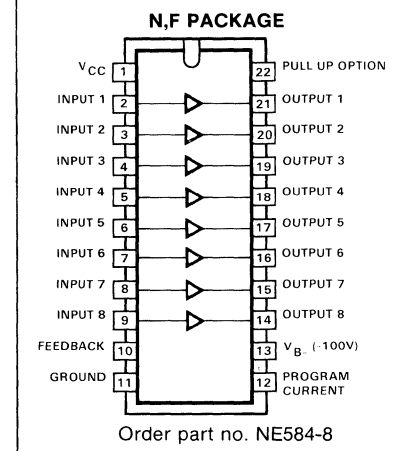 N,F PACKAGE
VCC 1 22 PULL UP OPTION
INPUT 1 2 21 OUTPUT 1
INPUT 2 3 20 OUTPUT 2
INPUT 3 4 19 OUTPUT 3
INPUT 4 5 18 OUTPUT 4
INPUT 5 6 17 OUTPUT 5
INPUT 6 7 16 OUTPUT 6
INPUT 7 8 15 OUTPUT 7
INPUT 8 9 14 OUTPUT 8
FEEDBACK 10 13 VB- (-100V)
GROUND 11 12 PROGRAM
CURRENT
Order part no. NE584-8